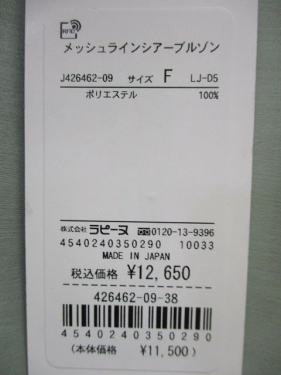 RFID
メッシュラインシアーブルゾン
J426462-09 サイズ F LJ-D5
ポリエステル 100%
株式会社 ラピーヌ 0120-13-9396
4540240350290 10033
MADE IN JAPAN
税込価格 ¥12,650
426462-09-38
4540240350290
(本体価格 ¥11,500)